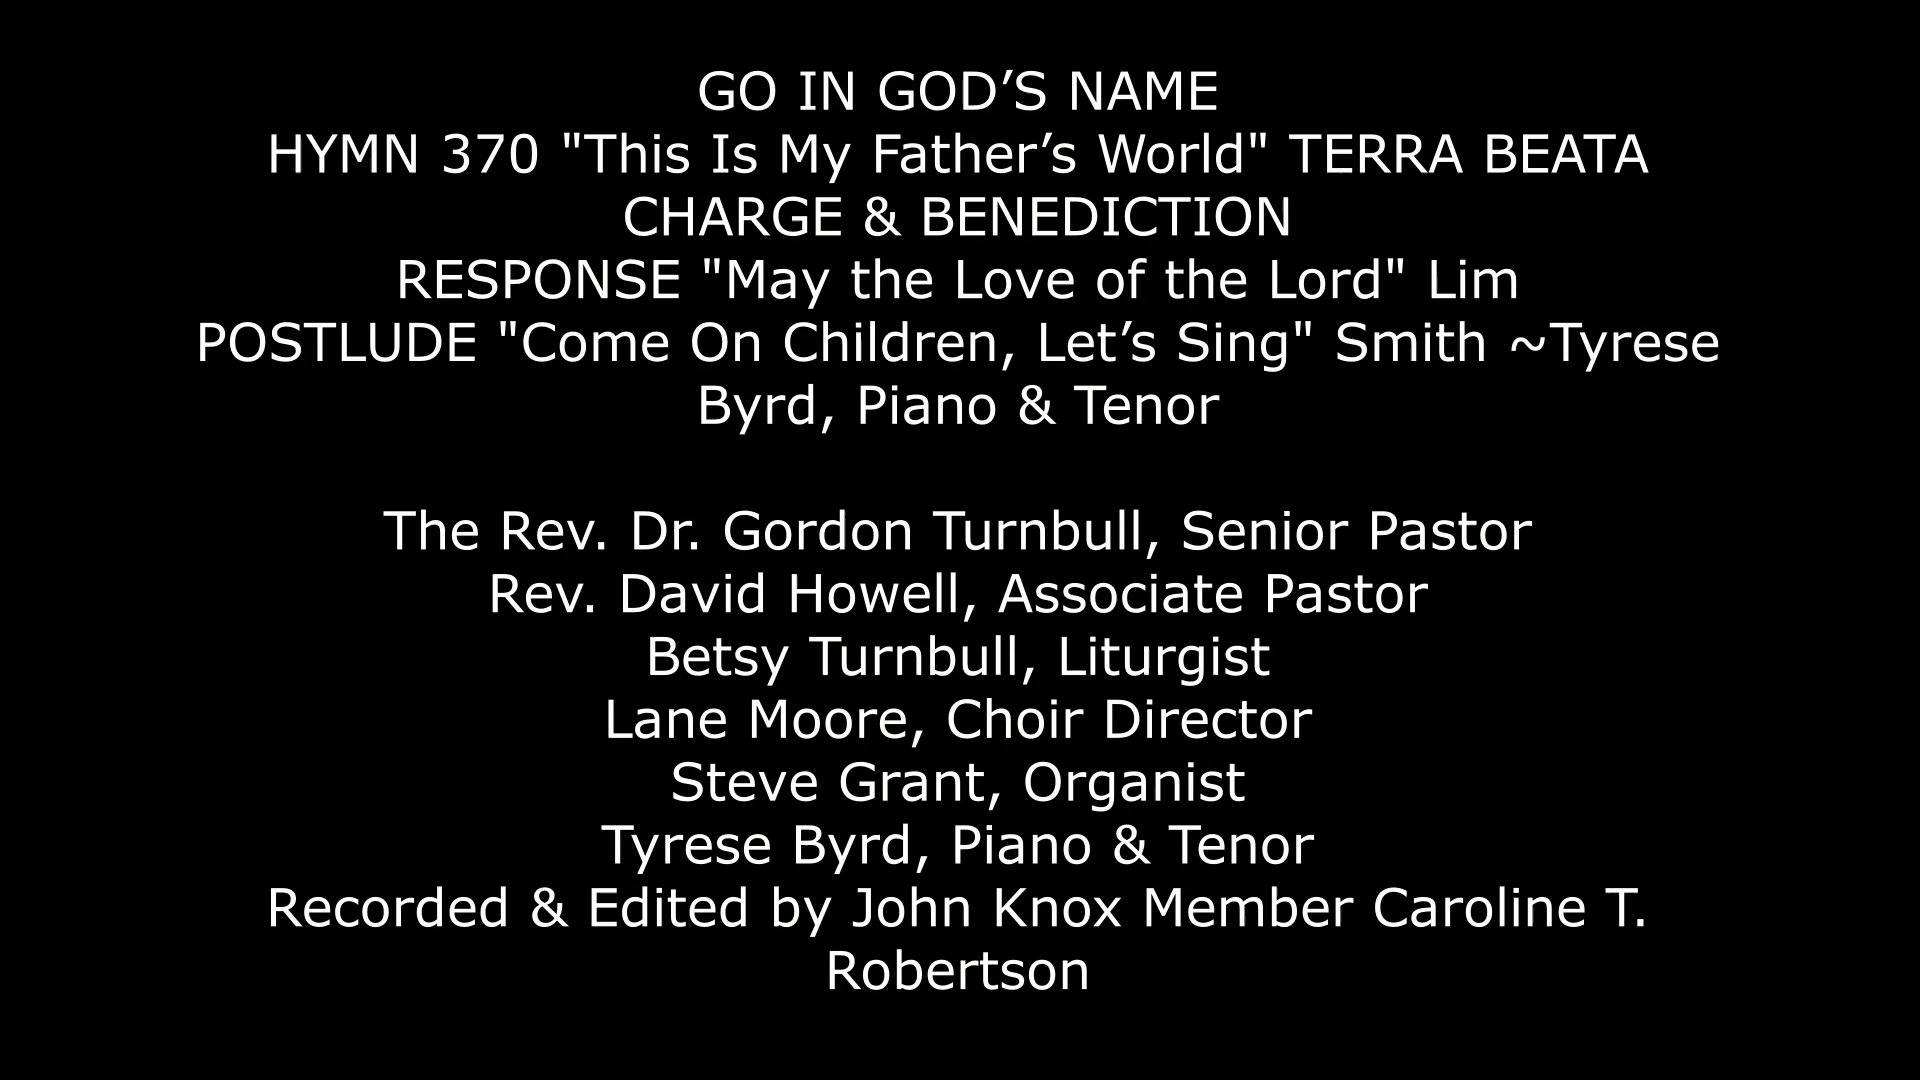 GO IN GOD’S NAME
HYMN 370 "This Is My Father’s World" TERRA BEATA
CHARGE & BENEDICTION
RESPONSE "May the Love of the Lord" Lim
POSTLUDE "Come On Children, Let’s Sing" Smith ~Tyrese
Byrd, Piano & Tenor
The Rev. Dr. Gordon Turnbull, Senior Pastor
Rev. David Howell, Associate Pastor
Betsy Turnbull, Liturgist
Lane Moore, Choir Director
Steve Grant, Organist
Tyrese Byrd, Piano & Tenor
Recorded & Edited by John Knox Member Caroline T.
Robertson